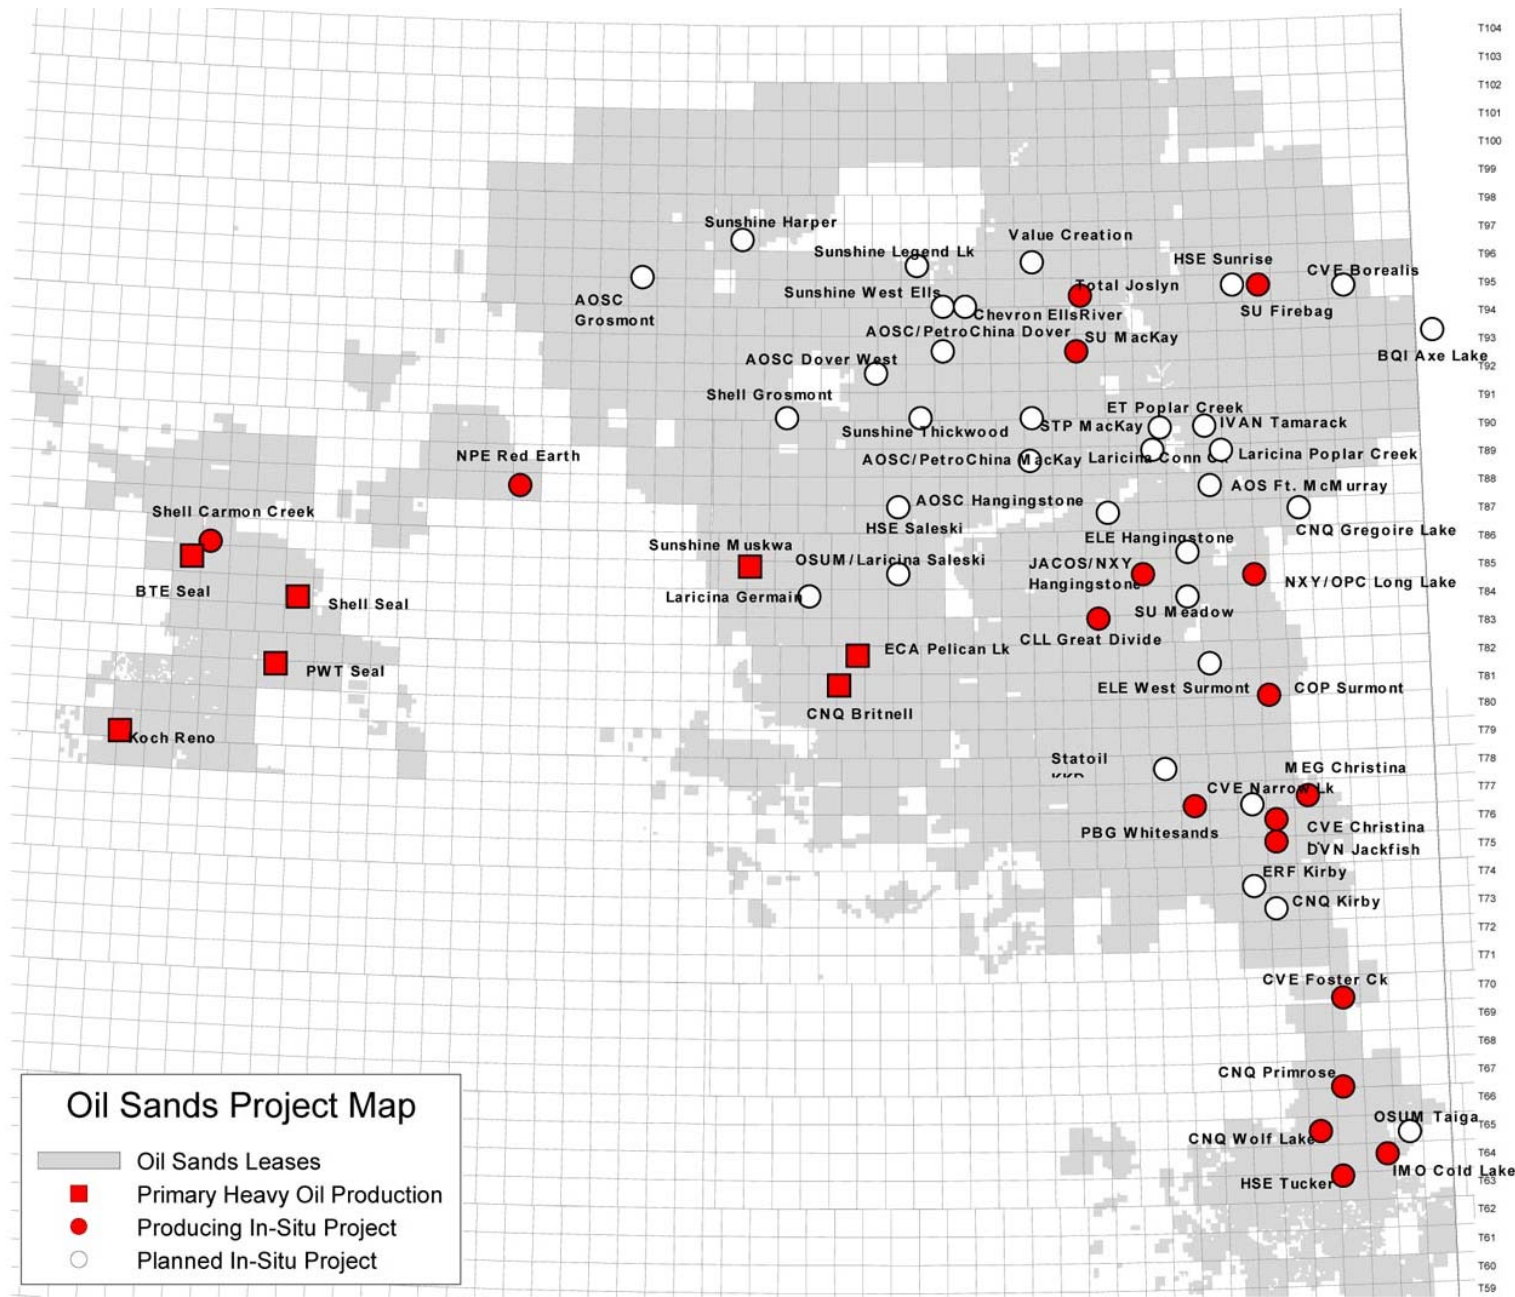 T104
T103
T102
T101
T100
T99
T98
T97
T96
T95
T94
T93
T92
T91
T90
T89
T88
T87
T86
T85
T84
T83
T82
T81
T80
T79
T78
T77
T76
T75
T74
T73
T72
T71
T70
T69
T68
T67
T66
T65
T64
T63
T62
T61
T60
T59
Sunshine Harper
Value Creation
Sunshine Legend Lk
HSE Sunrise
CVE Borealis
Total Joslyn
Sunshine West Ells
AOSC
Grosmont
SU Firebag
Chevron EllsRiver
AOSC/PetroChina Dover
SU MacKay
BQI Axe Lake
AOSC Dover West
Shell Grosmont
ET Poplar Creek
IVAN Tamarack
STP MacKay
Sunshine Thickwood
NPE Red Earth
AOSC/PetroChina MacKay
Laricina Conn
Laricina Poplar Creek
AOS Ft. McMurray
AOSC Hangingstone
Shell Carmon Creek
HSE Saleski
CNQ Gregoire Lake
ELE Hangingstone
Sunshine Muskwa
OSUM/Laricina Saleski
JACOS/NXY
Hangingstone
NXY/OPC Long Lake
BTE Seal
Laricina Germain
Shell Seal
SU Meadow
CLL Great Divide
ECA Pelican Lk
PWT Seal
ELE West Surmont
COP Surmont
CNQ Britnell
Koch Reno
Statoil
MEG Christina
CVE Narrow Lk
PBG Whitesands
CVE Christina
DVN Jackfish
ERF Kirby
CNQ Kirby
CVE Foster Ck
CNQ Primrose
OSUM Taiga
CNQ Wolf Lake
IMO Cold Lake
HSE Tucker
Oil Sands Project Map
Oil Sands Leases
Primary Heavy Oil Production
Producing In-Situ Project
Planned In-Situ Project